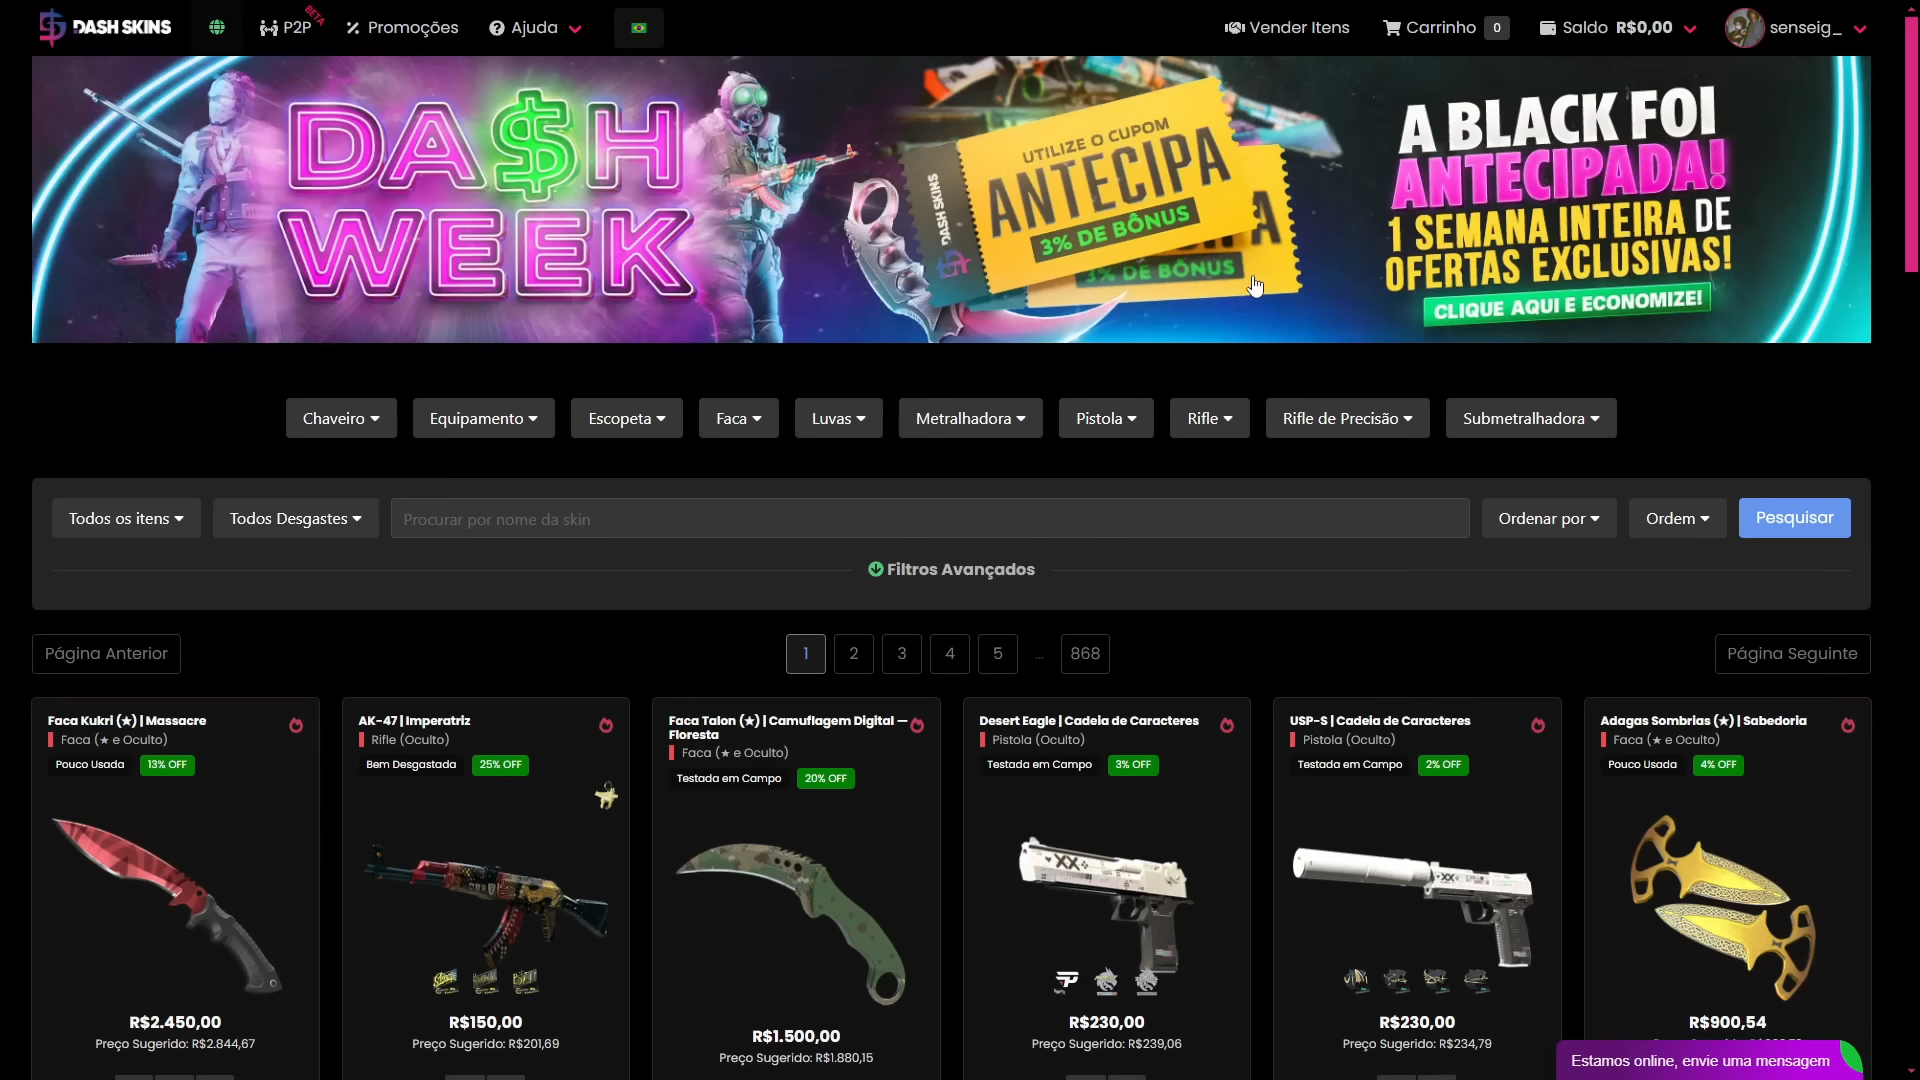 DASH SKINS
P2P
BETA
Promoções
Ajuda
Vender Itens
Carrinho 0
Saldo R$0,00
senseig_
DA$H
WEEK
DASH SKINS
UTILIZE O CUPOM
ANTECIPA
3% DE BÔNUS
3% DE BÔNUS
A BLACK FOI
ANTECIPADA!
1 SEMANA INTEIRA DE
OFERTAS EXCLUSIVAS!
CLIQUE AQUI E ECONOMIZE!
Chaveiro
Equipamento
Escopeta
Faca
Luvas
Metralhadora
Pistola
Rifle
Rifle de Precisão
Submetralhadora
Todos os itens
Todos Desgastes
Procurar por nome da skin
Ordenar por
Ordem
Pesquisar
Filtros Avançados
Página Anterior
1 2 3 4 5 ... 868
Página Seguinte
Faca Kukri (★) | Massacre
Faca (★ e Oculto)
Pouco Usada 13% OFF
R$2.450,00
Preço Sugerido: R$2.844,67
AK-47 | Imperatriz
Rifle (Oculto)
Bem Desgastada 25% OFF
R$150,00
Preço Sugerido: R$201,69
Faca Talon (★) | Camuflagem Digital —
Floresta
Faca (★ e Oculto)
Testada em Campo 20% OFF
R$1.500,00
Preço Sugerido: R$1.880,15
Desert Eagle | Cadeia de Caracteres
Pistola (Oculto)
Testada em Campo 3% OFF
R$230,00
Preço Sugerido: R$239,06
USP-S | Cadeia de Caracteres
Pistola (Oculto)
Testada em Campo 2% OFF
R$230,00
Preço Sugerido: R$234,79
Adagas Sombrias (★) | Sabedoria
Faca (★ e Oculto)
Pouco Usada 4% OFF
R$900,54
Estamos online, envie uma mensagem